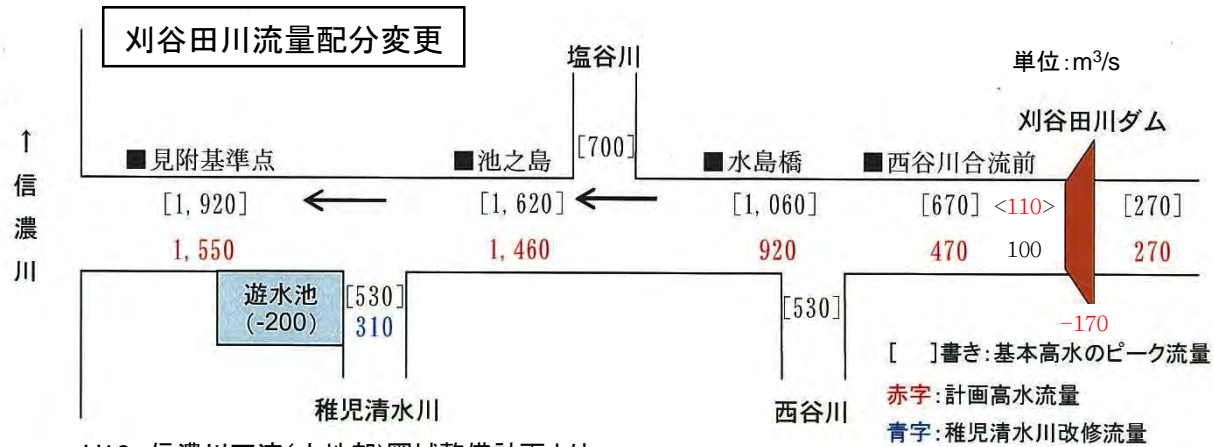 刈谷田川流量配分変更
塩谷川
単位:m³/s
刈谷田川ダム
↑信濃川
■見附基準点
■池之島
[700]
■水島橋
■西谷川合流前
[1,920]
[1,620]
[1,060]
[670]
<110>
[270]
1,550
1,460
920
470
100
270
遊水池
(-200)
[530]
310
[530]
-170
[ ]書き:基本高水のピーク流量
赤字:計画高水流量
青字:稚児清水川改修流量
稚児清水川
西谷川